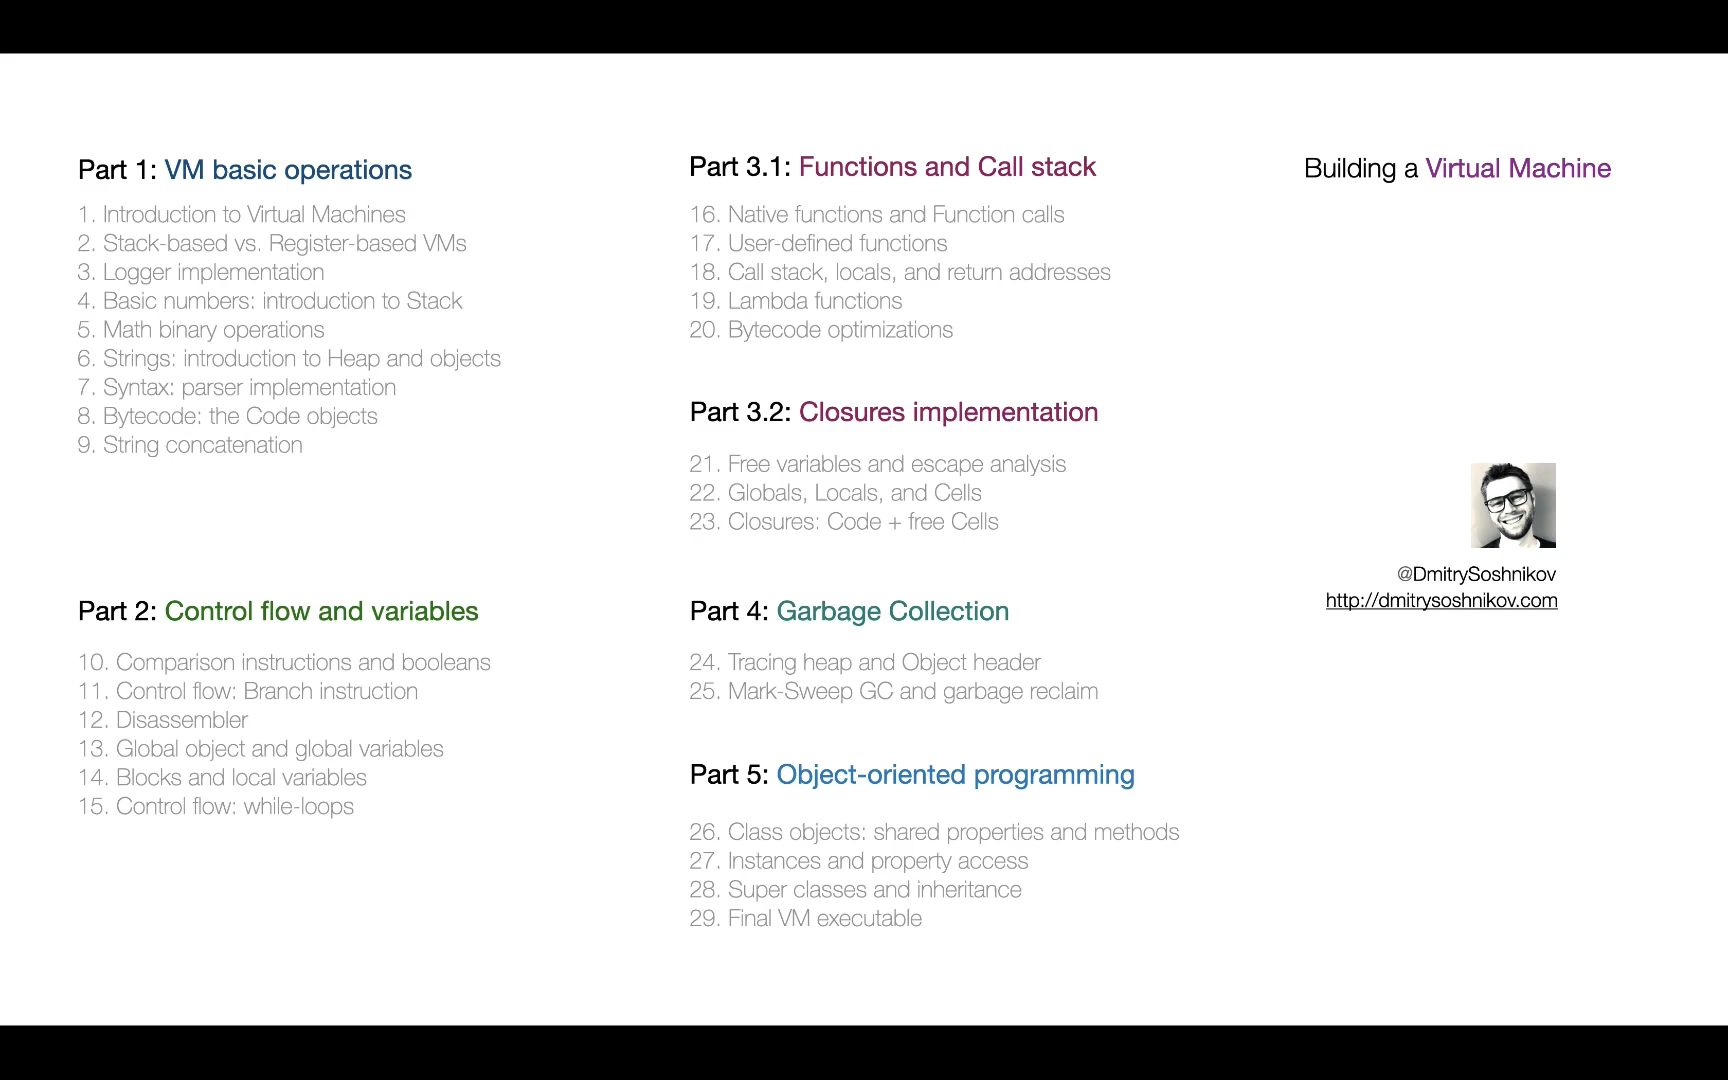 Part 1: VM basic operations
1. Introduction to Virtual Machines
2. Stack-based vs. Register-based VMs
3. Logger implementation
4. Basic numbers: introduction to Stack
5. Math binary operations
6. Strings: introduction to Heap and objects
7. Syntax: parser implementation
8. Bytecode: the Code objects
9. String concatenation
Part 2: Control flow and variables
10. Comparison instructions and booleans
11. Control flow: Branch instruction
12. Disassembler
13. Global object and global variables
14. Blocks and local variables
15. Control flow: while-loops
Part 3.1: Functions and Call stack
16. Native functions and Function calls
17. User-defined functions
18. Call stack, locals, and return addresses
19. Lambda functions
20. Bytecode optimizations
Part 3.2: Closures implementation
21. Free variables and escape analysis
22. Globals, Locals, and Cells
23. Closures: Code + free Cells
Part 4: Garbage Collection
24. Tracing heap and Object header
25. Mark-Sweep GC and garbage reclaim
Part 5: Object-oriented programming
26. Class objects: shared properties and methods
27. Instances and property access
28. Super classes and inheritance
29. Final VM executable
Building a Virtual Machine
@DmitrySoshnikov
http://dmitrysoshnikov.com